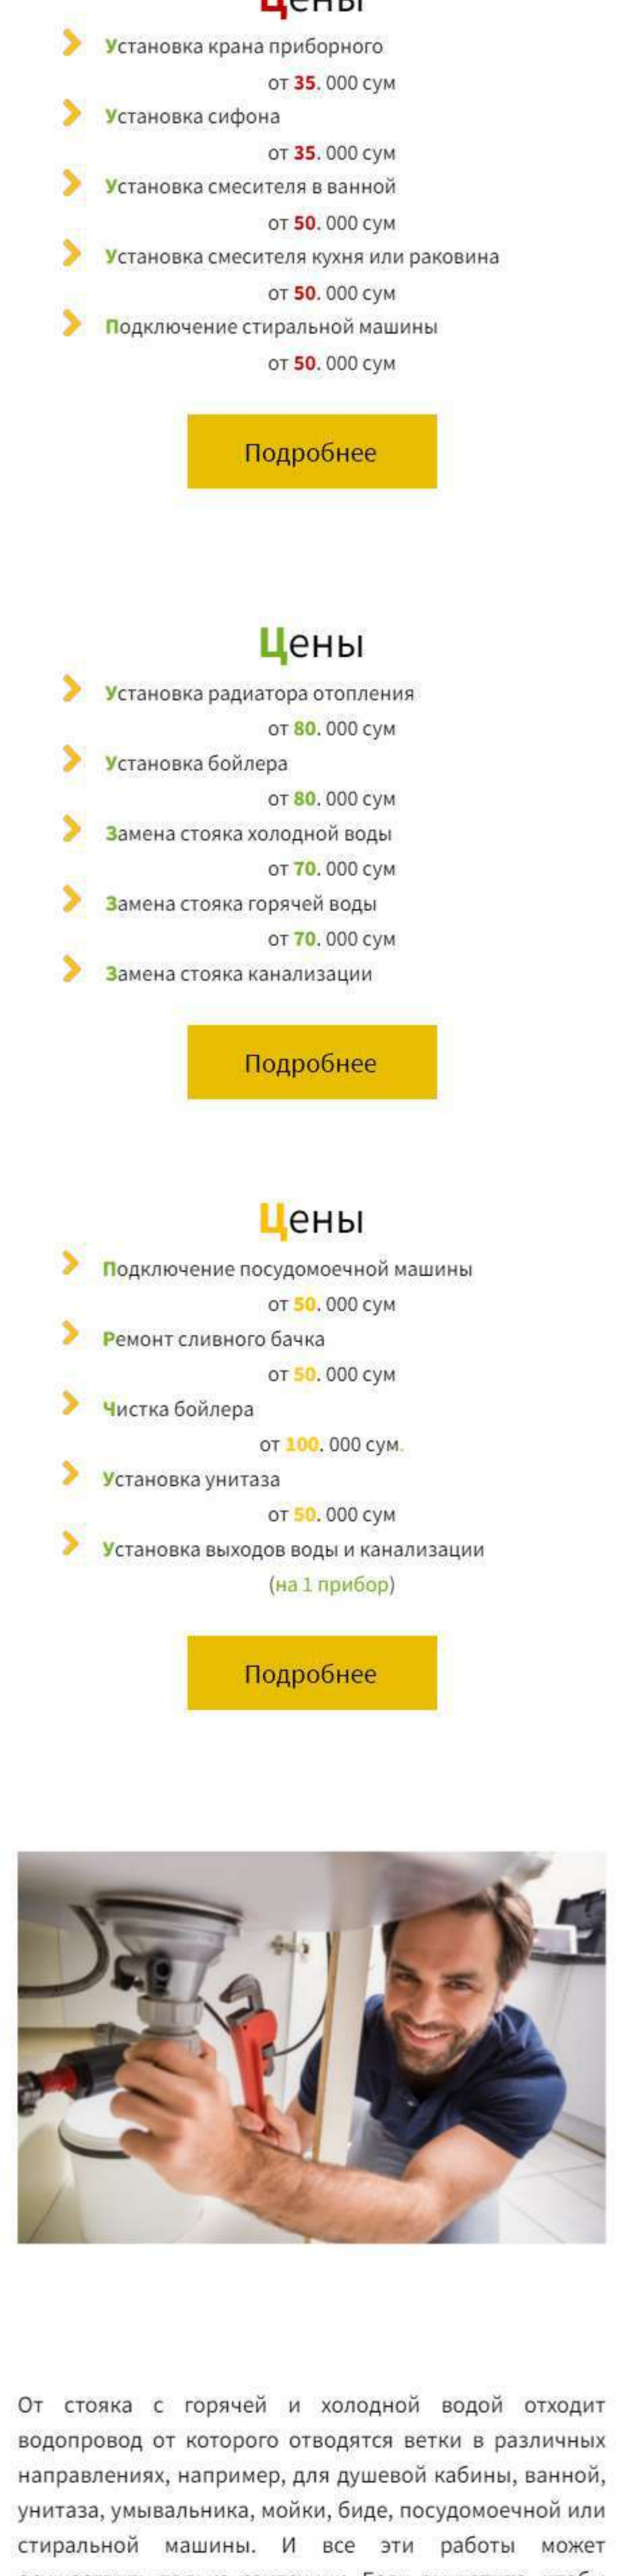 Цены
Установка крана приборного
от 35. 000 сум
Установка сифона
от 35. 000 сум
Установка смесителя в ванной
от 50. 000 сум
Установка смесителя кухня или раковина
от 50. 000 сум
Подключение стиральной машины
от 50. 000 сум
Подробнее
Цены
Установка радиатора отопления
от 80. 000 сум
Установка бойлера
от 80. 000 сум
Замена стояка холодной воды
от 70. 000 сум
Замена стояка горячей воды
от 70. 000 сум
Замена стояка канализации
Подробнее
Цены
Подключение посудомоечной машины
от 50. 000 сум
Ремонт сливного бачка
от 50. 000 сум
Чистка бойлера
от 100. 000 сум.
Установка унитаза
от 50. 000 сум
Установка выходов воды и канализации
(на 1 прибор)
Подробнее
От стояка с горячей и холодной водой отходит
водопровод от которого отводятся ветки в различных
направлениях, например, для душевой кабины, ванной,
унитаза, умывальника, мойки, биде, посудомоечной или
стиральной машины. И все эти работы может